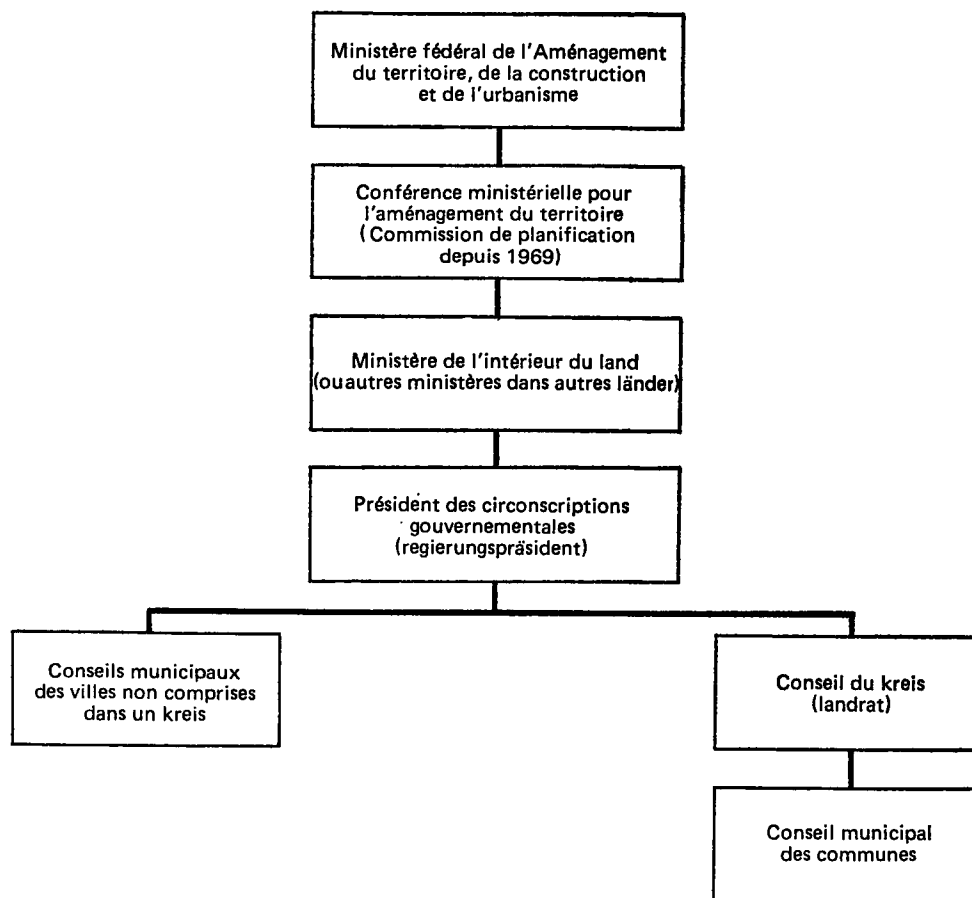 Ministère fédéral de l'Aménagement
du territoire, de la construction
et de l'urbanisme
Conférence ministérielle pour
l'aménagement du territoire
(Commission de planification
depuis 1969)
Ministère de l'intérieur du land
(ou autres ministères dans autres länder)
Président des circonscriptions
gouvernementales
(regierungspräsident)
Conseils municipaux
des villes non comprises
dans un kreis
Conseil du kreis
(landrat)
Conseil municipal
des communes